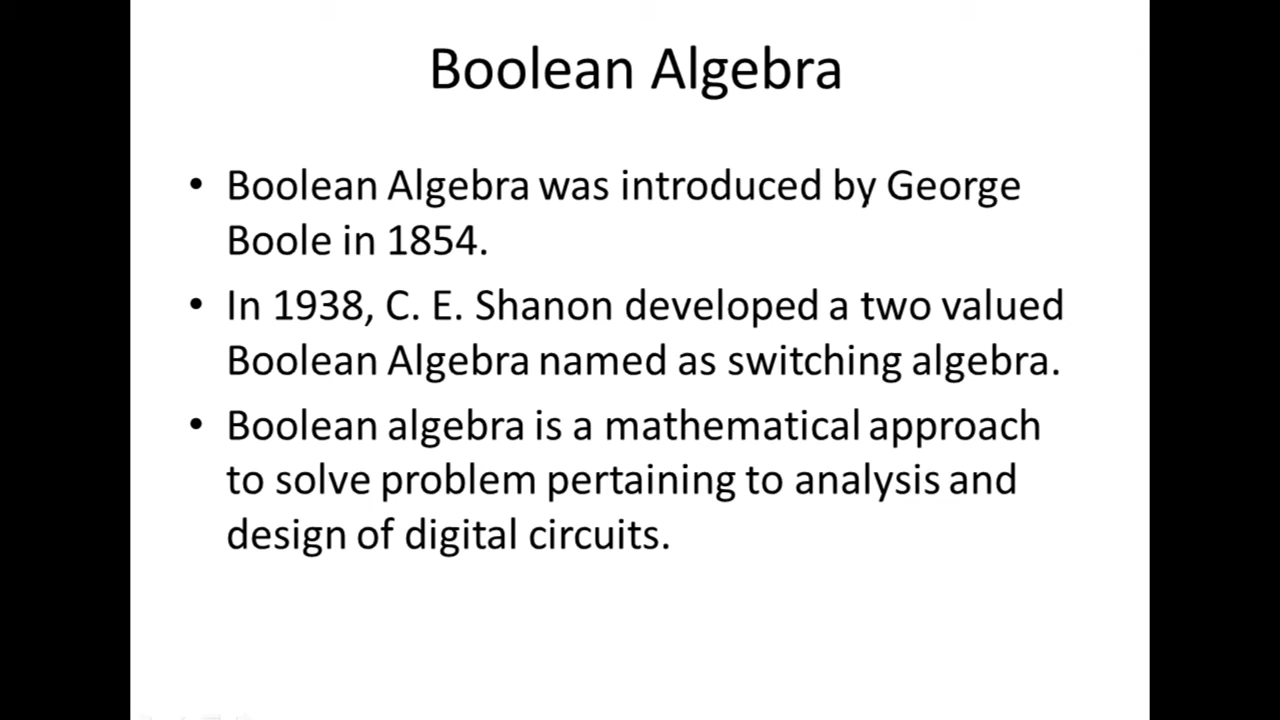 Boolean Algebra
• Boolean Algebra was introduced by George
Boole in 1854.
• In 1938, C. E. Shanon developed a two valued
Boolean Algebra named as switching algebra.
• Boolean algebra is a mathematical approach
to solve problem pertaining to analysis and
design of digital circuits.